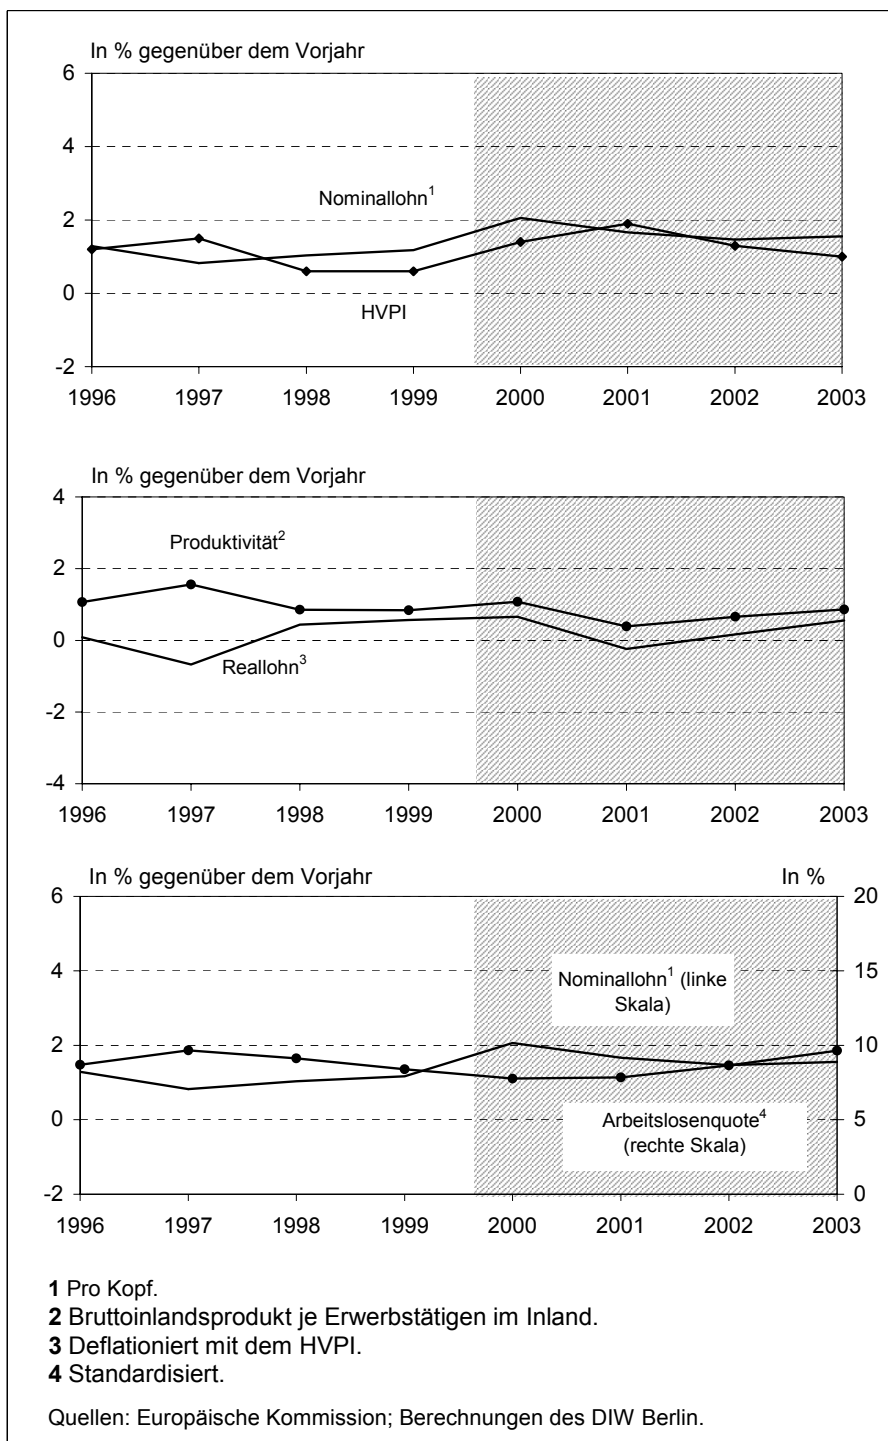 In % gegenüber dem Vorjahr
6
4
2
0
-2
Nominallohn¹
HVPI
1996 1997 1998 1999 2000 2001 2002 2003
In % gegenüber dem Vorjahr
4
2
0
-2
-4
Produktivität²
Reallohn³
1996 1997 1998 1999 2000 2001 2002 2003
In % gegenüber dem Vorjahr
In %
6
4
2
0
-2
20
15
10
5
0
Nominallohn¹ (linke
Skala)
Arbeitslosenquote⁴
(rechte Skala)
1996 1997 1998 1999 2000 2001 2002 2003
1 Pro Kopf.
2 Bruttoinlandsprodukt je Erwerbstätigen im Inland.
3 Deflationiert mit dem HVPI.
4 Standardisiert.
Quellen: Europäische Kommission; Berechnungen des DIW Berlin.